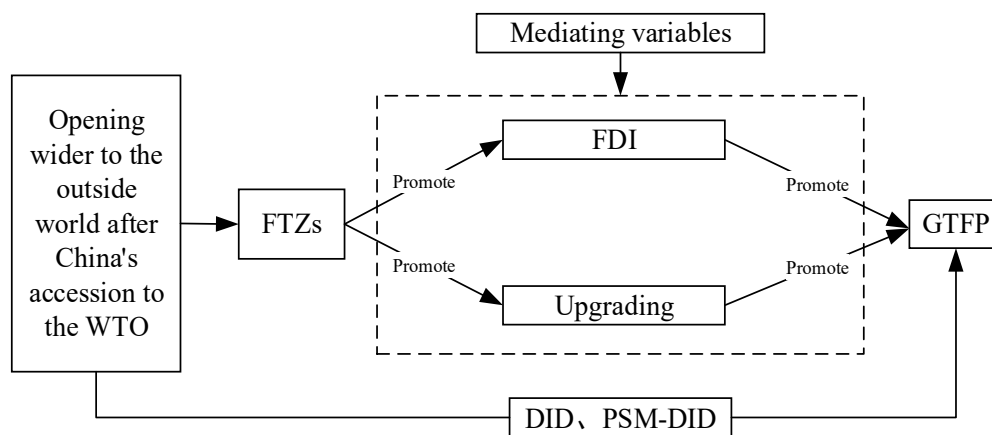 Mediating variables
Opening
wider to the
outside
world after
China's
accession to
the WTO
FTZs
Promote
Promote
FDI
Upgrading
Promote
Promote
GTFP
DID、PSM-DID